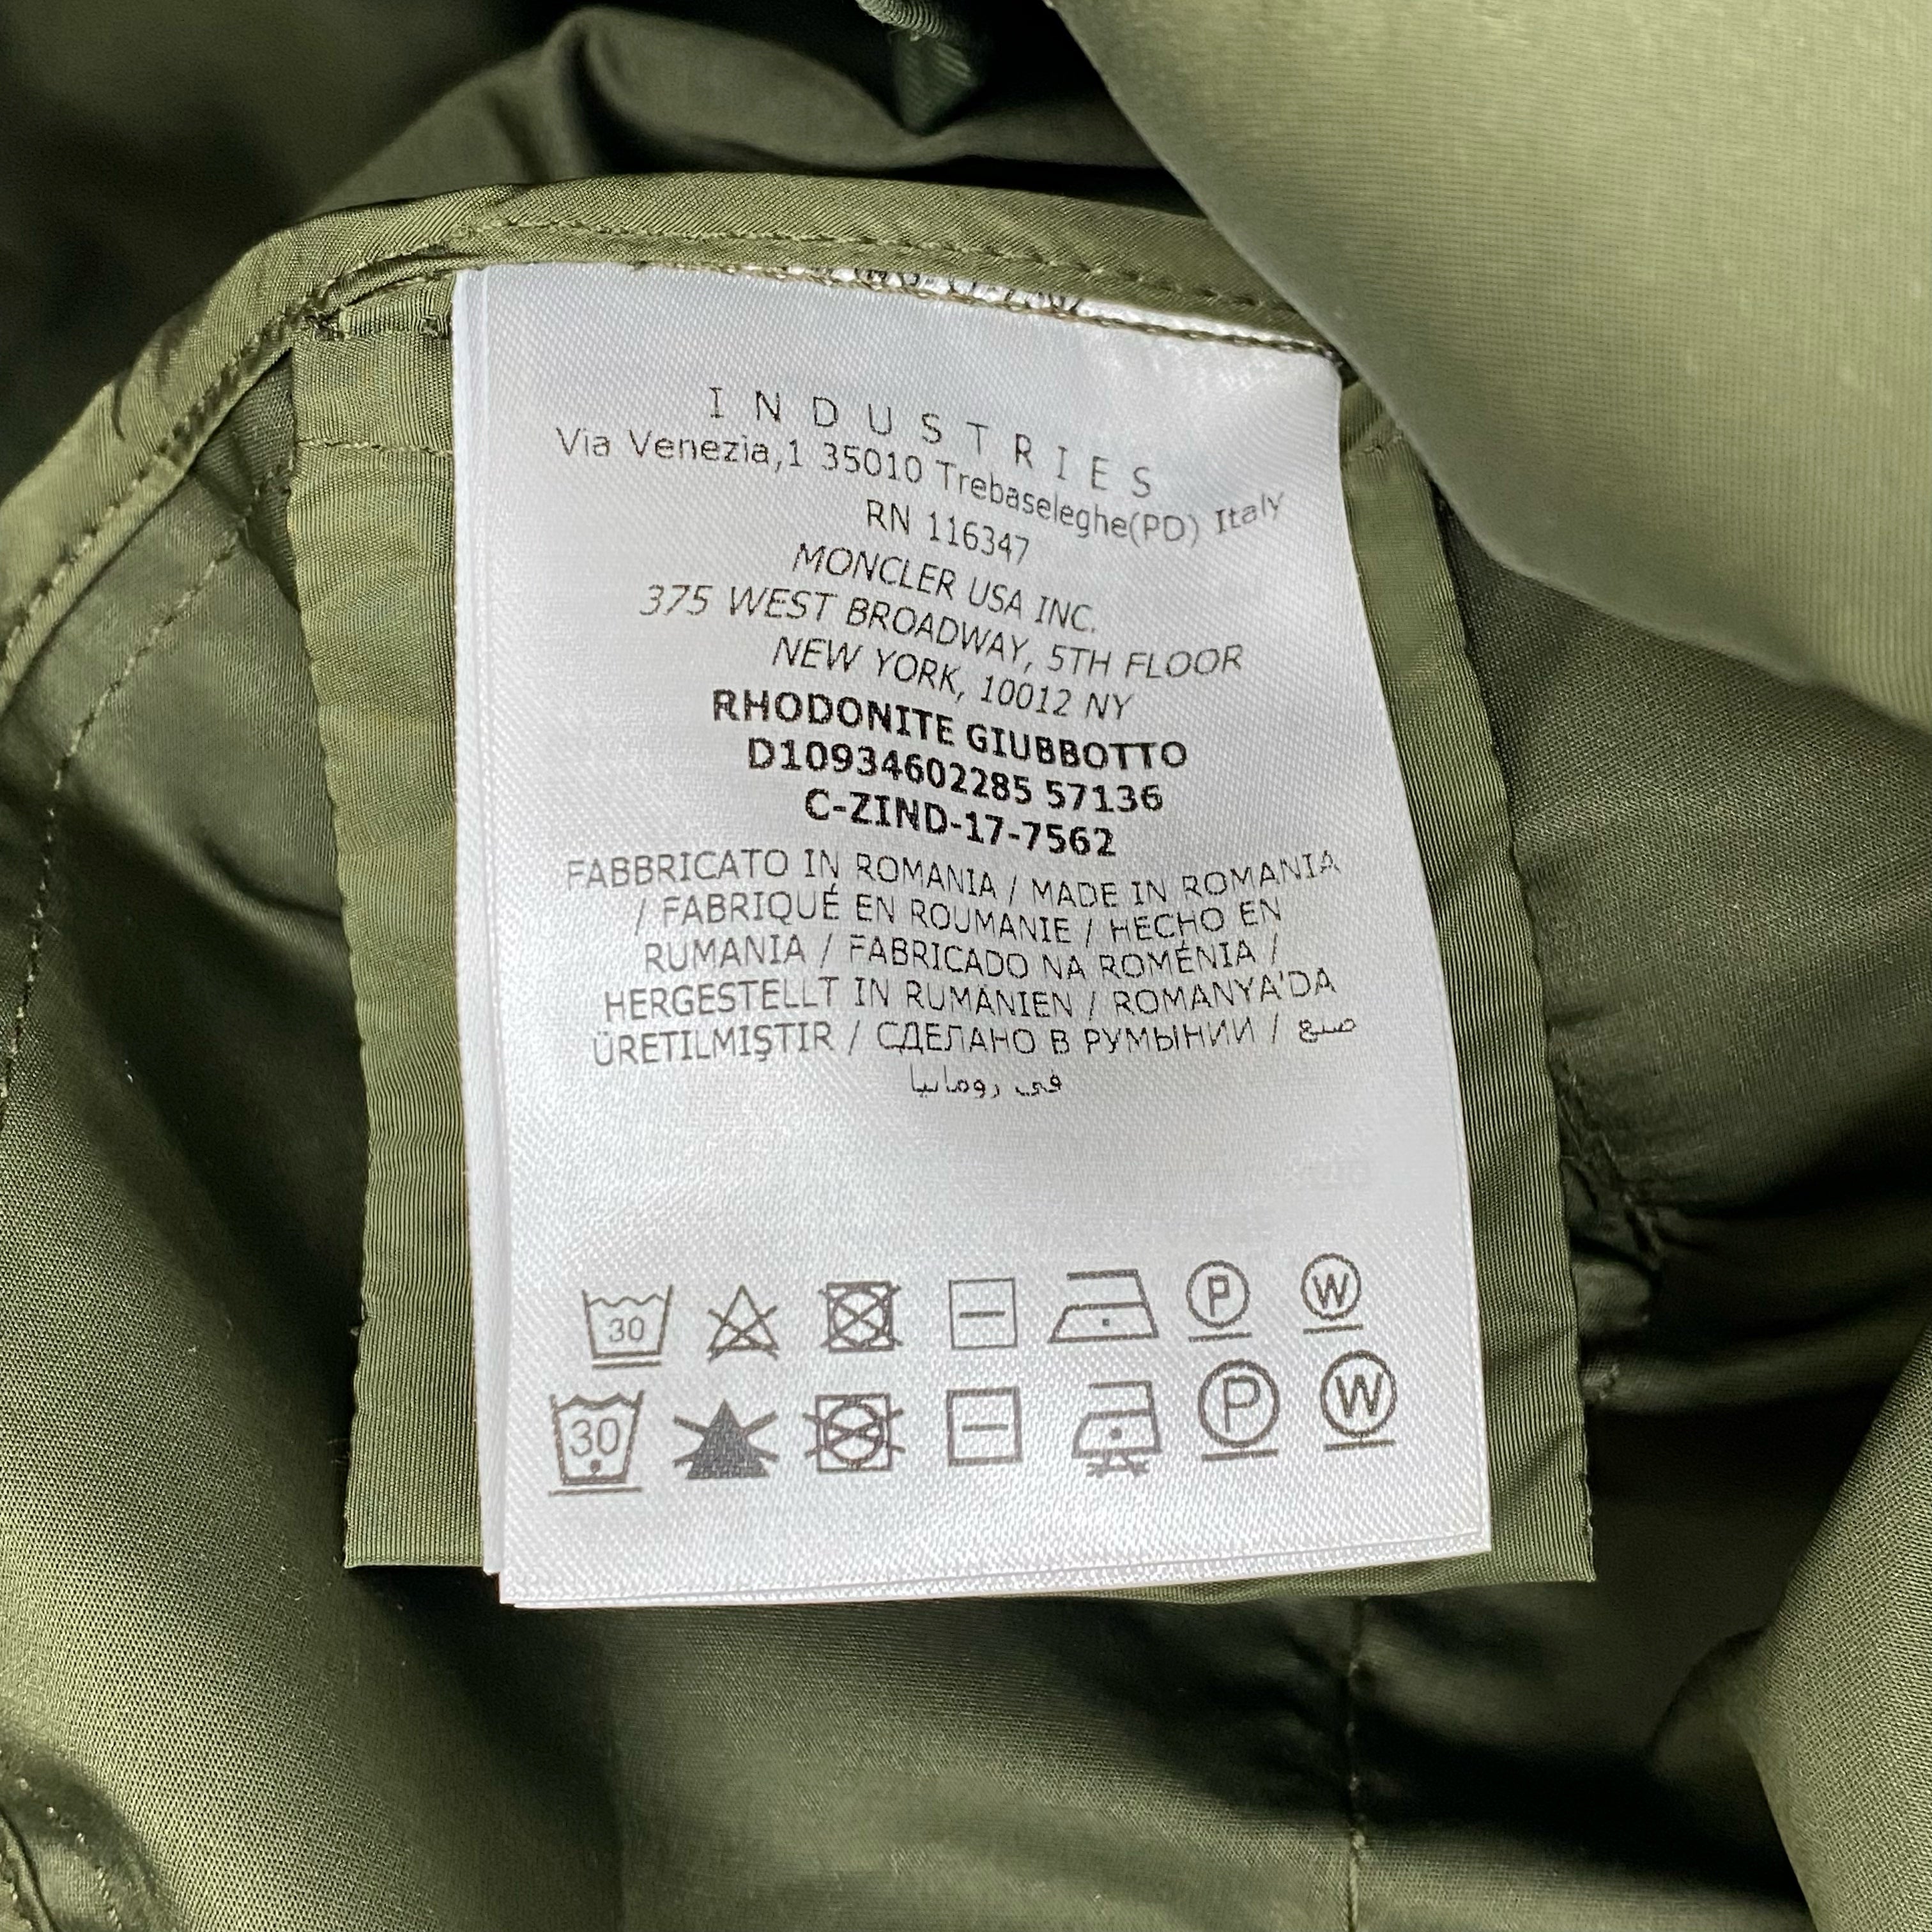 INDUSTRIES
Via Venezia,1 35010 Trebaseleghe(PD) Italy
RN 116347
MONCLER USA INC.
375 WEST BROADWAY, 5TH FLOOR
NEW YORK, 10012 NY
RHODONITE GIUBBOTTO
D10934602285 57136
C-ZIND-17-7562
FABBRICATO IN ROMANIA / MADE IN ROMANIA
/ FABRIQUÉ EN ROUMANIE / HECHO EN
RUMANIA / FABRICADO NA ROMÉNIA /
HERGESTELLT IN RUMÄNIEN / ROMANYA'DA
ÜRETILMIŞTIR / СДЕЛАНО В РУМЫНИИ / صنع
في رومانيا
30 P W
30 P W